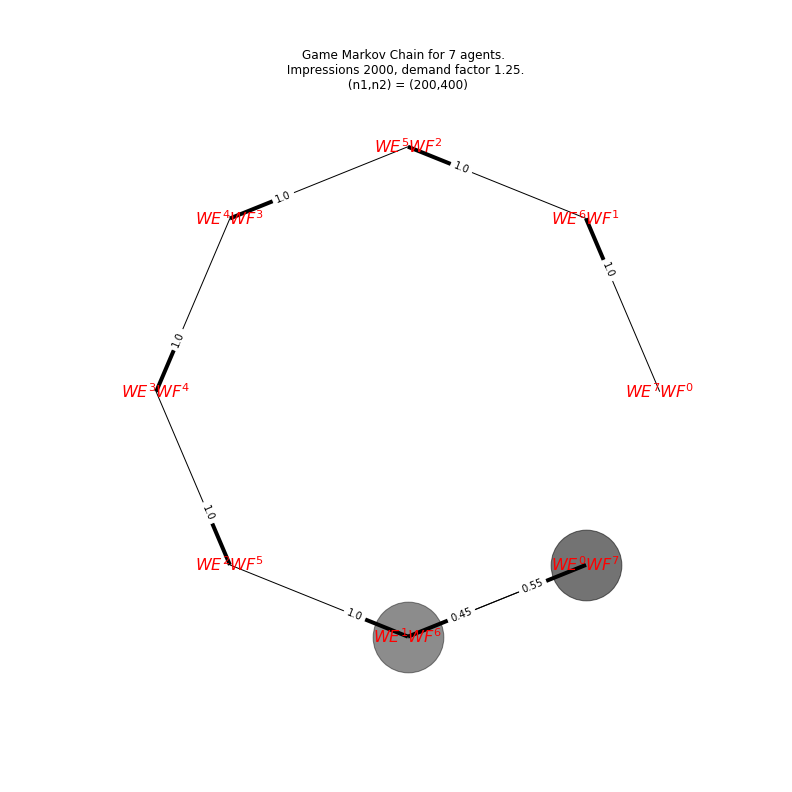 Game Markov Chain for 7 agents.
Impressions 2000, demand factor 1.25.
(n1,n2) = (200,400)
WE^5WF^2
1.0
1.0
WE^4WF^3
WE^6WF^1
1.0
1.0
WE^3WF^4
WE^7WF^0
1.0
WE^2WF^5
WE^0WF^7
0.55
1.0
0.45
WE^1WF^6